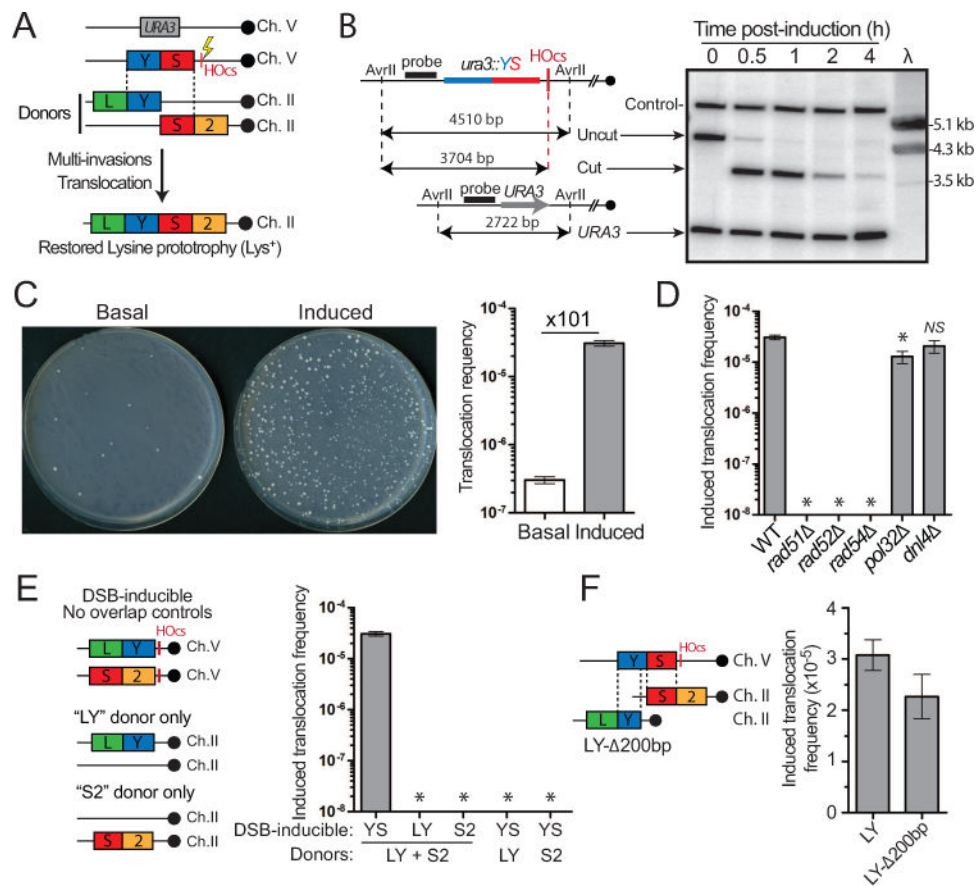 A
URA3
Ch. V
Y S
Ch. V
HOcs
Donors
L Y
Ch. II
S 2
Ch. II
Multi-invasions
Translocation
L Y S 2
Ch. II
Restored Lysine prototrophy (Lys+)
B
AvrII probe ura3::YS HOcs AvrII
4510 bp
3704 bp
AvrII probe URA3 AvrII
2722 bp
Time post-induction (h)
0 0.5 1 2 4 λ
Control-
Uncut
Cut
URA3
-5.1 kb
-4.3 kb
-3.5 kb
C
Basal Induced
Translocation requency
10-4
10-5
10-6
10-7
x101
Basal Induced
D
Induced translocation frequency
10-4
10-5
10-6
10-7
10-8
* * * * NS
WT rad51Δ rad52Δ rad54Δ pol32Δ dnl4Δ
E
DSB-inducible
No overlap controls
HOcs
L Y
Ch.V
S 2
Ch.V
"LY" donor only
L Y
Ch.II
Ch.II
"S2" donor only
Ch.II
S 2
Ch.II
Induced translocation frequency
10-4
10-5
10-6
10-7
10-8
* * * *
DSB-inducible: YS LY S2 YS YS
Donors: LY + S2 LY S2
F
HOcs
Y S
Ch. V
S 2
Ch. II
L Y
Ch. II
LY-Δ200bp
Induced translocation
frequency (x10-5)
4
3
2
1
0
LY LY-Δ200bp